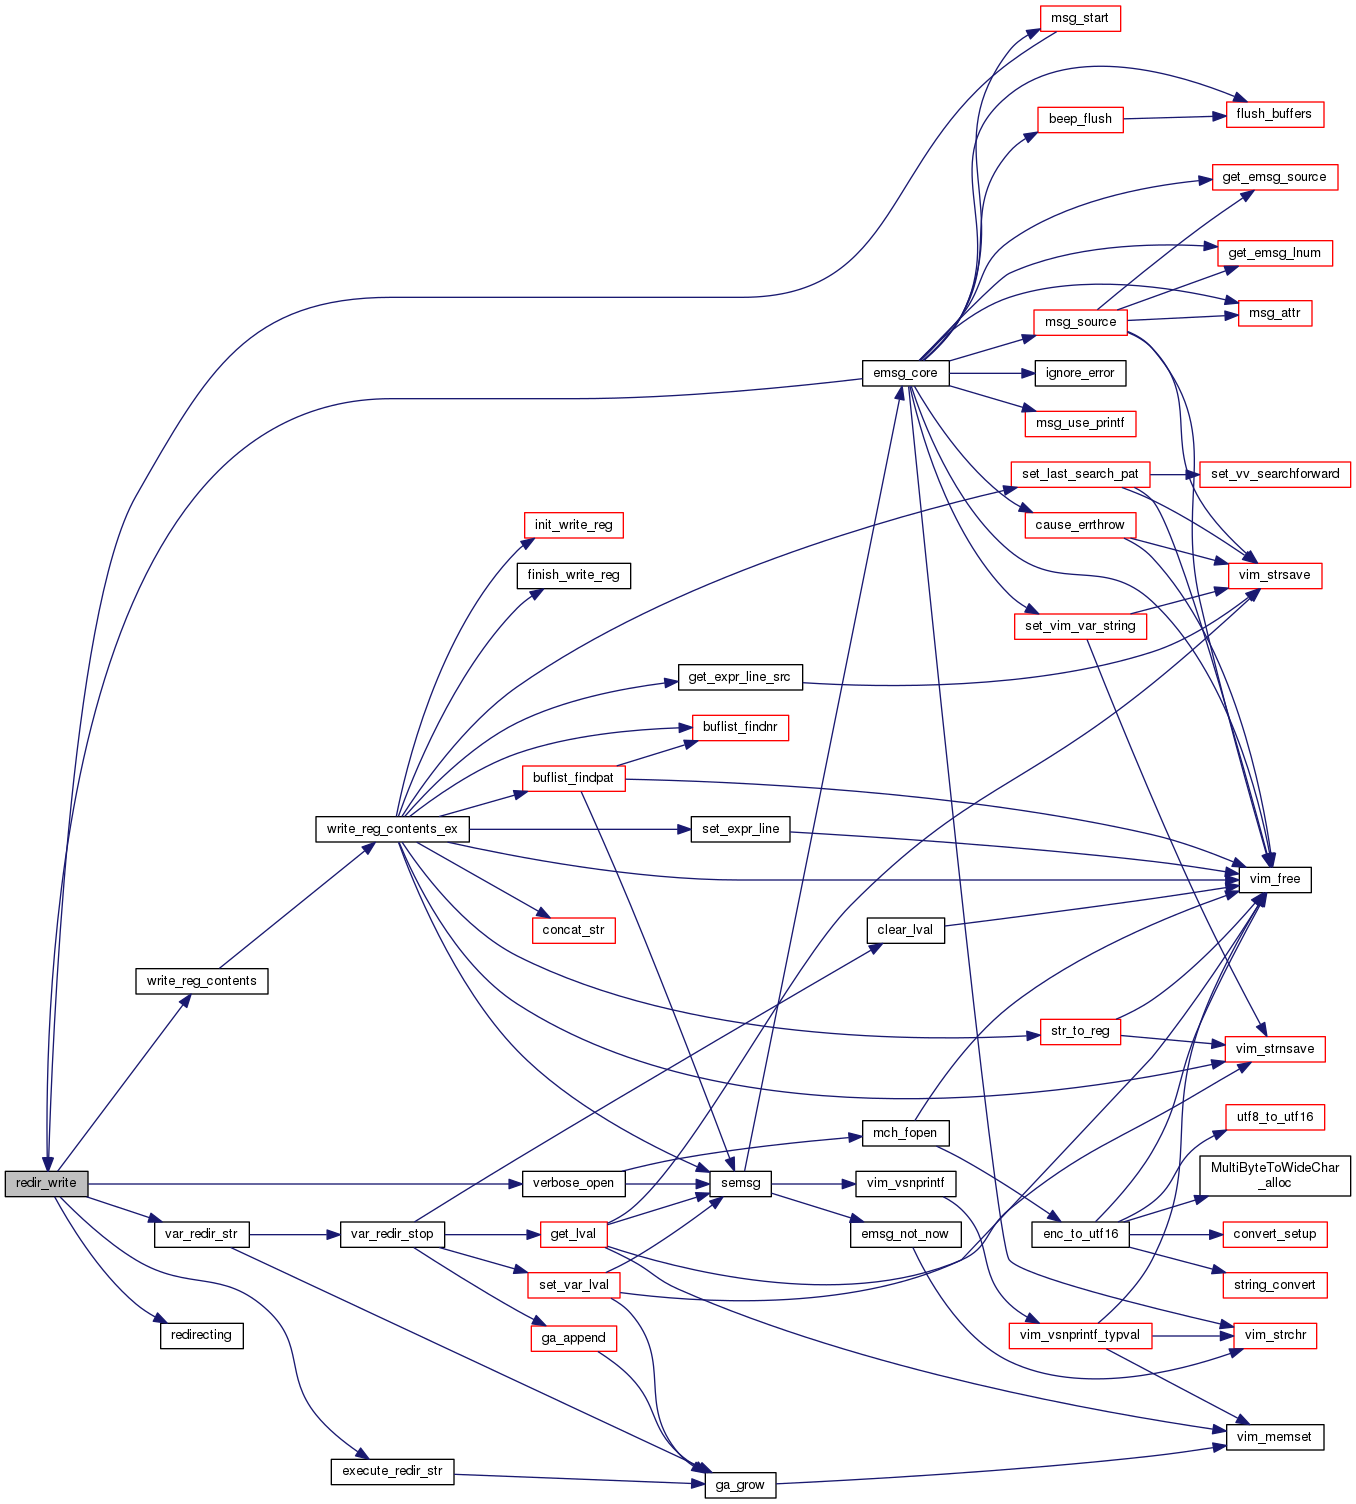 msg_start
flush_buffers
beep_flush
get_emsg_source
get_emsg_lnum
msg_attr
msg_source
emsg_core
ignore_error
msg_use_printf
set_last_search_pat
set_vv_searchforward
init_write_reg
cause_errthrow
finish_write_reg
vim_strsave
set_vim_var_string
get_expr_line_src
buflist_findnr
buflist_findpat
write_reg_contents_ex
set_expr_line
vim_free
concat_str
clear_lval
write_reg_contents
str_to_reg
vim_strnsave
utf8_to_utf16
mch_fopen
MultiByteToWideChar
_alloc
redir_write
verbose_open
semsg
vim_vsnprintf
var_redir_str
var_redir_stop
get_lval
emsg_not_now
enc_to_utf16
convert_setup
set_var_lval
string_convert
redirecting
ga_append
vim_vsnprintf_typval
vim_strchr
vim_memset
execute_redir_str
ga_grow